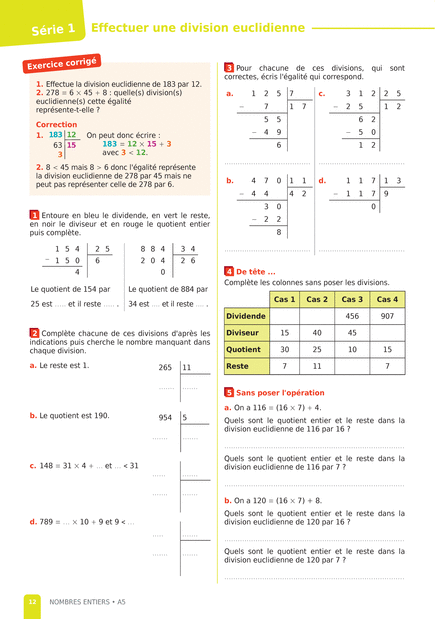 Série 1
Effectuer une division euclidienne
Exercice corrigé
1. Effectue la division euclidienne de 183 par 12.
2. 278 = 6 × 45 + 8 : quelle(s) division(s)
euclidienne(s) cette égalité
représente-t-elle ?
Correction
1. 183 12 On peut donc écrire :
63 15 183 = 12 × 15 + 3
3 avec 3 < 12.
2. 8 < 45 mais 8 > 6 donc l'égalité représente
la division euclidienne de 278 par 45 mais ne
peut pas représenter celle de 278 par 6.
1 Entoure en bleu le dividende, en vert le reste,
en noir le diviseur et en rouge le quotient entier
puis complète.
1 5 4 2 5 8 8 4 3 4
− 1 5 0 6 2 0 4 2 6
4 0
Le quotient de 154 par Le quotient de 884 par
25 est ..... et il reste ..... . 34 est .... et il reste .... .
2 Complète chacune de ces divisions d'après les
indications puis cherche le nombre manquant dans
chaque division.
a. Le reste est 1. 265 11
....... .......
b. Le quotient est 190. 954 5
....... .......
c. 148 = 31 × 4 + ... et ... < 31
....... .......
....... .......
d. 789 = ... × 10 + 9 et 9 < ...
..... .......
....... .......
3 Pour chacune de ces divisions, qui sont
correctes, écris l'égalité qui correspond.
a. 1 2 5 7 c. 3 1 2 2 5
− 7 1 7 − 2 5 1 2
5 5 6 2
− 4 9 − 5 0
6 1 2
b. 4 7 0 1 1 d. 1 1 7 1 3
− 4 4 4 2 − 1 1 7 9
3 0 0
− 2 2
8
4 De tête ...
Complète les colonnes sans poser les divisions.
Cas 1 Cas 2 Cas 3 Cas 4
Dividende 456 907
Diviseur 15 40 45
Quotient 30 25 10 15
Reste 7 11 7
5 Sans poser l'opération
a. On a 116 = (16 × 7) + 4.
Quels sont le quotient entier et le reste dans la
division euclidienne de 116 par 16 ?
Quels sont le quotient entier et le reste dans la
division euclidienne de 116 par 7 ?
b. On a 120 = (16 × 7) + 8.
Quels sont le quotient entier et le reste dans la
division euclidienne de 120 par 16 ?
Quels sont le quotient entier et le reste dans la
division euclidienne de 120 par 7 ?
12 NOMBRES ENTIERS • A5